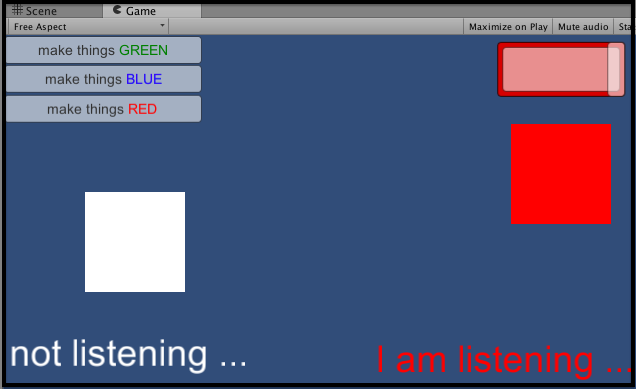 Scene Game
Free Aspect Maximize on Play Mute audio Sta
make things GREEN
make things BLUE
make things RED
not listening ...
I am listening ...